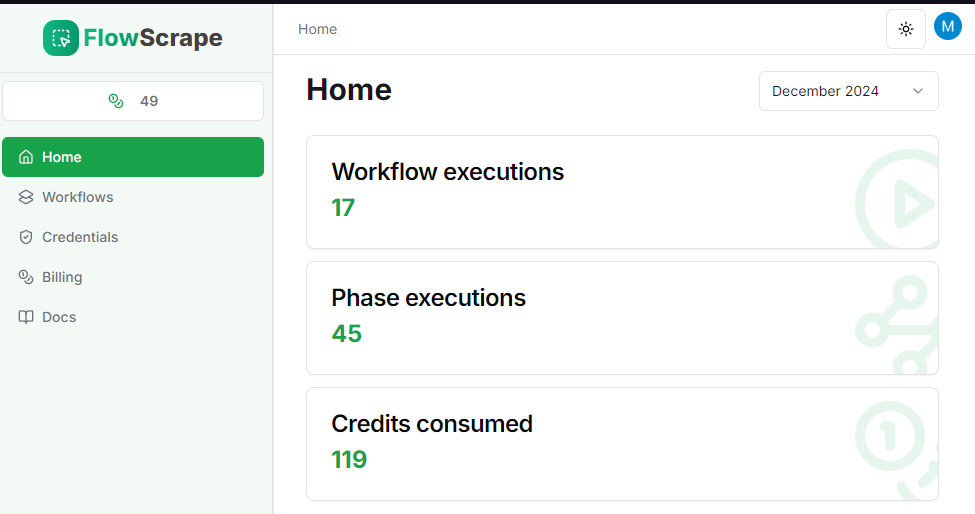 FlowScrape
49
Home
Workflows
Credentials
Billing
Docs
Home
M
Home
December 2024
Workflow executions
17
Phase executions
45
Credits consumed
119